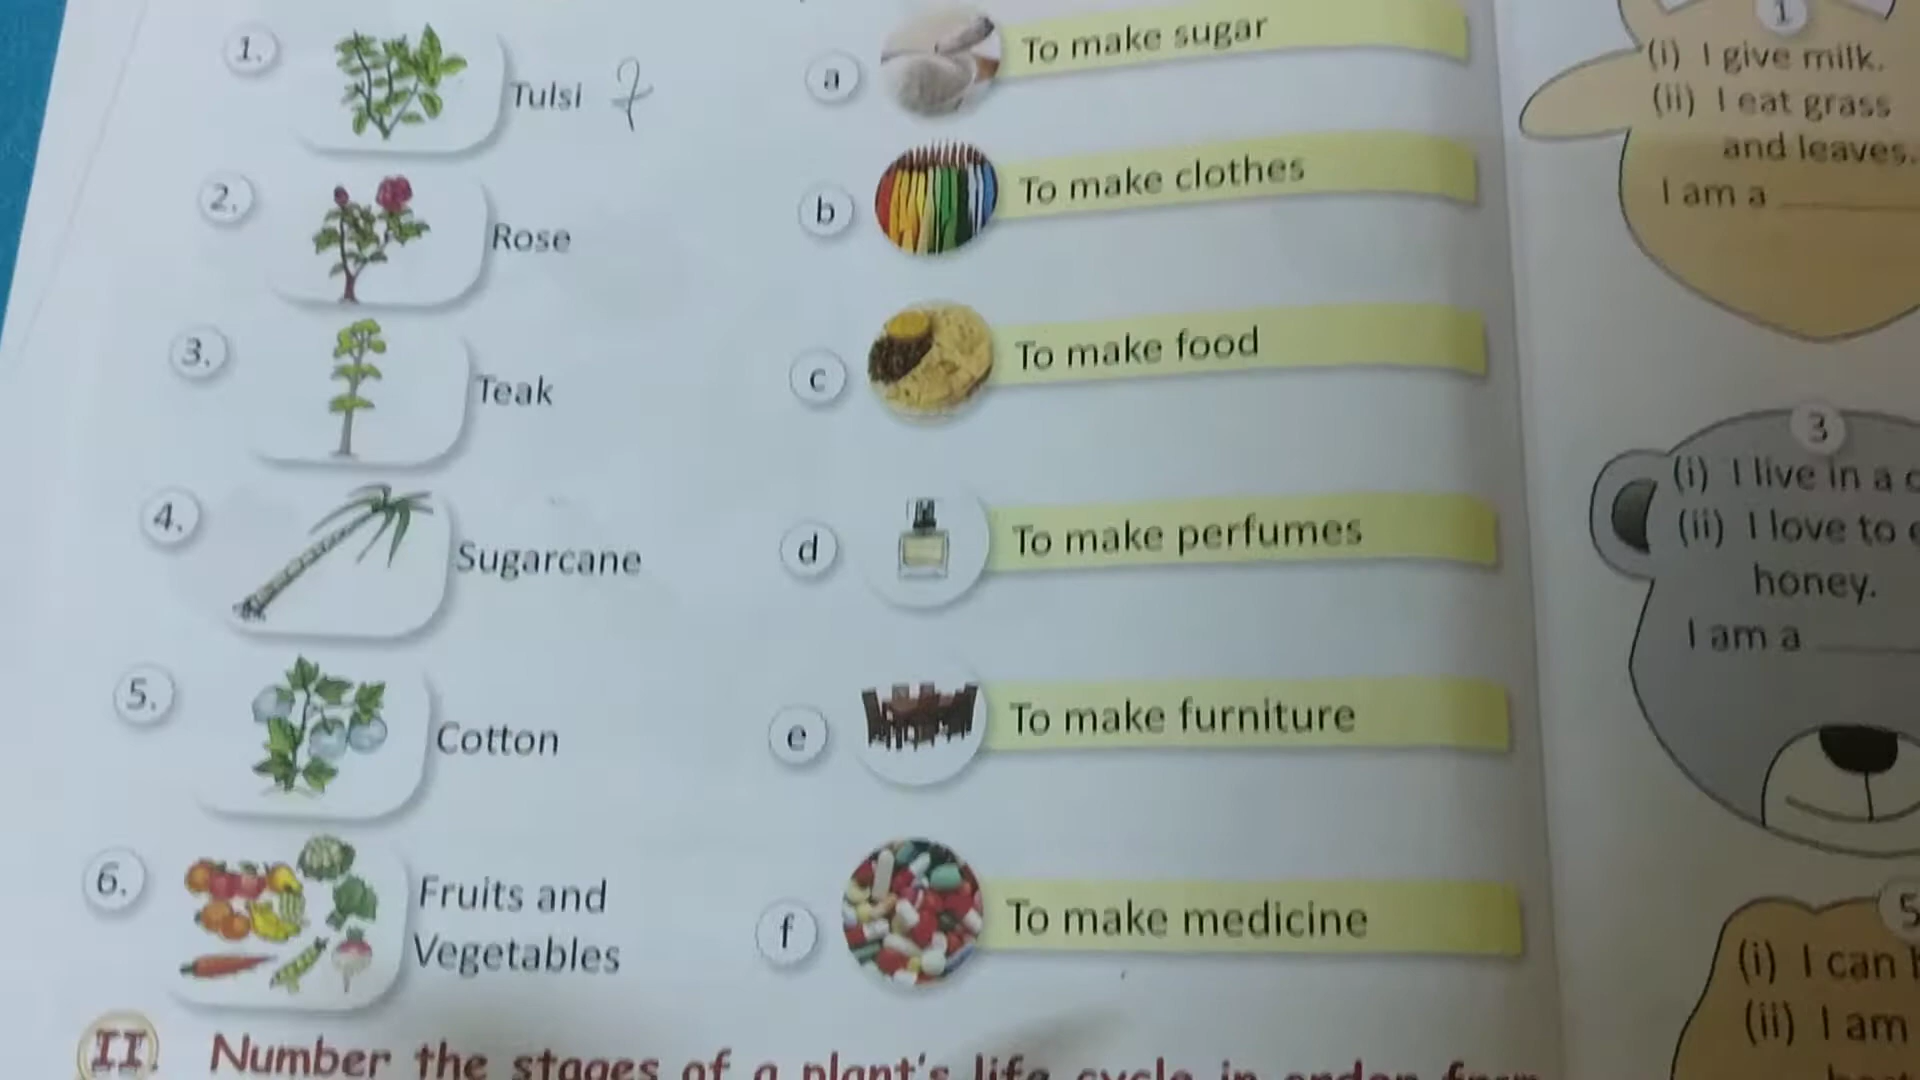 1. Tulsi f
a To make sugar
2. Rose
b To make clothes
3. Teak
c To make food
4. Sugarcane
d To make perfumes
5. Cotton
e To make furniture
6. Fruits and
Vegetables
f To make medicine
II. Number the stages of a plant's life cycle in order from
1
(i) I give milk.
(ii) I eat grass
and leaves.
I am a
3
(i) I live in a
(ii) I love to
honey.
I am a
5
(i) I can
(ii) I am